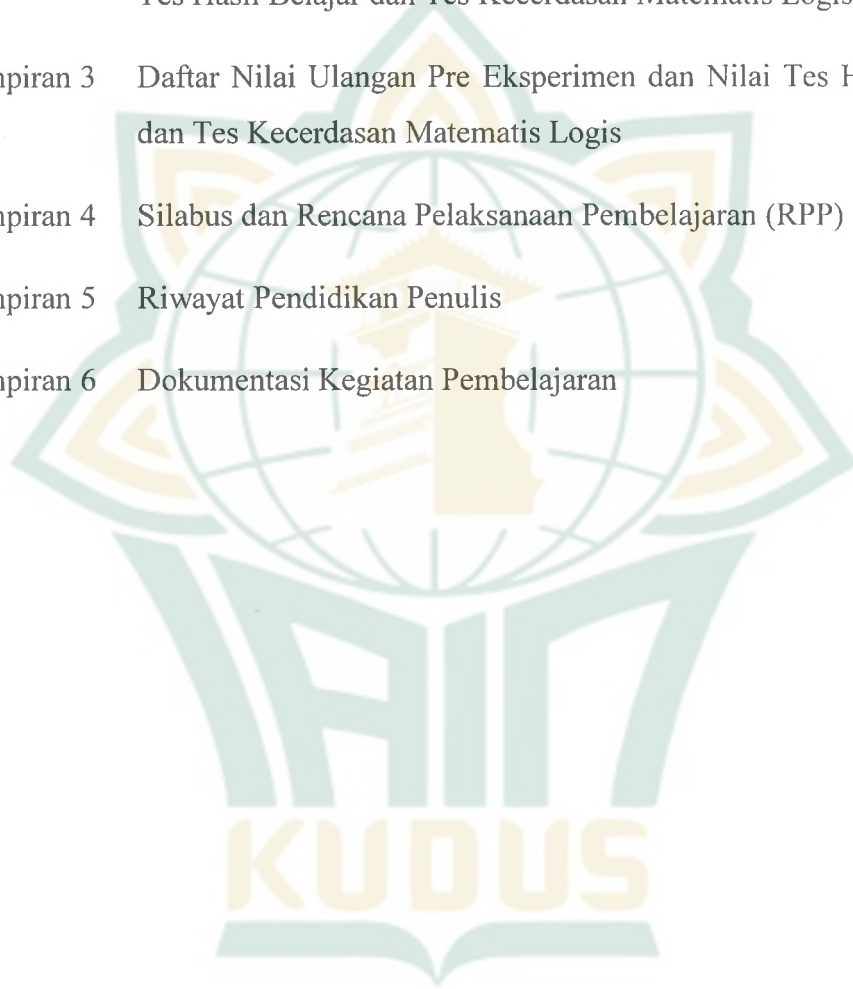 Tes Hasil Belajar dan Tes Kecerdasan Matematis Logis
mpiran 3 Daftar Nilai Ulangan Pre Eksperimen dan Nilai Tes H
dan Tes Kecerdasan Matematis Logis
mpiran 4 Silabus dan Rencana Pelaksanaan Pembelajaran (RPP)
mpiran 5 Riwayat Pendidikan Penulis
mpiran 6 Dokumentasi Kegiatan Pembelajaran
IAIN
KUDUS